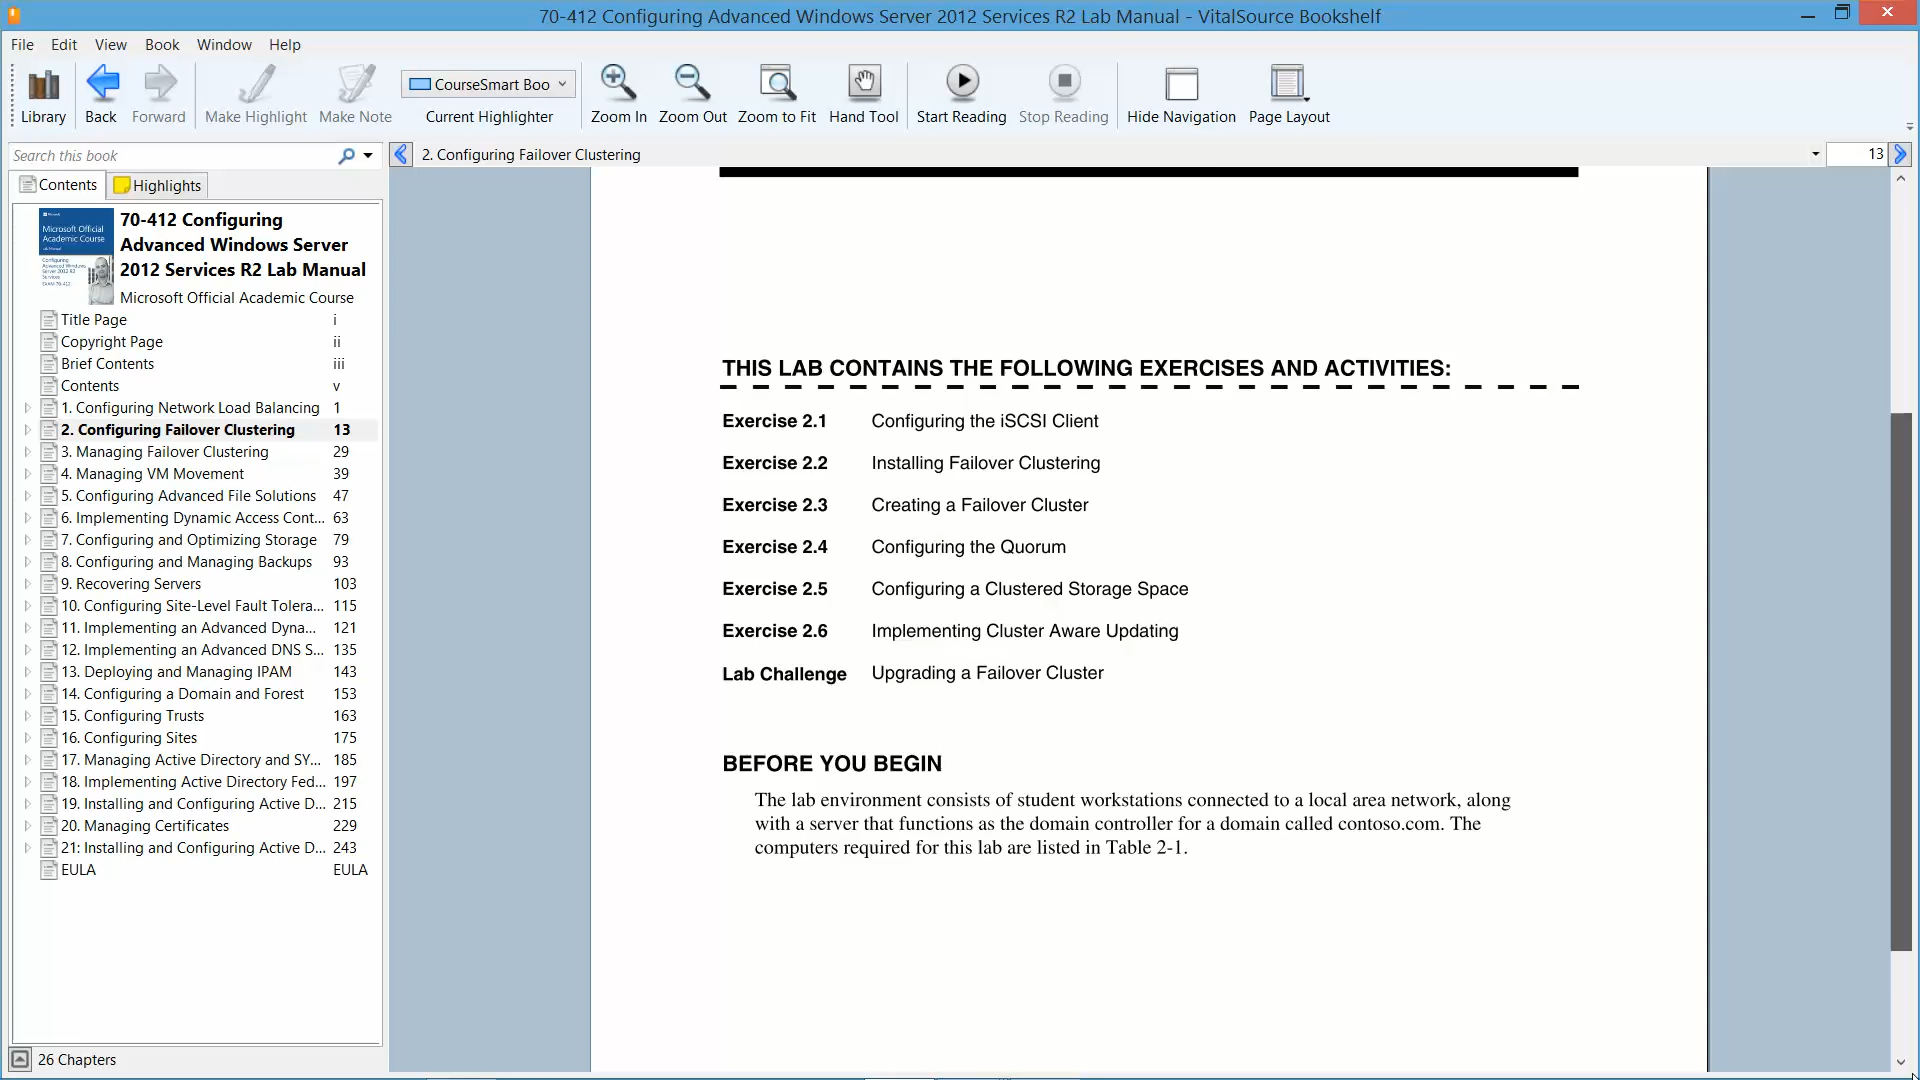 70-412 Configuring Advanced Windows Server 2012 Services R2 Lab Manual - VitalSource Bookshelf
File Edit View Book Window Help
CourseSmart Boo
Library Back Forward Make Highlight Make Note Current Highlighter Zoom In Zoom Out Zoom to Fit Hand Tool Start Reading Stop Reading Hide Navigation Page Layout
Search this book
2. Configuring Failover Clustering 13
Contents Highlights
Microsoft Official
Academic Course
70-412 Configuring
Advanced Windows Server
2012 Services R2 Lab Manual
Microsoft Official Academic Course
Title Page i
Copyright Page ii
Brief Contents iii
Contents v
1. Configuring Network Load Balancing 1
2. Configuring Failover Clustering 13
3. Managing Failover Clustering 29
4. Managing VM Movement 39
5. Configuring Advanced File Solutions 47
6. Implementing Dynamic Access Cont... 63
7. Configuring and Optimizing Storage 79
8. Configuring and Managing Backups 93
9. Recovering Servers 103
10. Configuring Site-Level Fault Tolera... 115
11. Implementing an Advanced Dyna... 121
12. Implementing an Advanced DNS S... 135
13. Deploying and Managing IPAM 143
14. Configuring a Domain and Forest 153
15. Configuring Trusts 163
16. Configuring Sites 175
17. Managing Active Directory and SY... 185
18. Implementing Active Directory Fed... 197
19. Installing and Configuring Active D... 215
20. Managing Certificates 229
21: Installing and Configuring Active D... 243
EULA EULA
26 Chapters
THIS LAB CONTAINS THE FOLLOWING EXERCISES AND ACTIVITIES:
Exercise 2.1 Configuring the iSCSI Client
Exercise 2.2 Installing Failover Clustering
Exercise 2.3 Creating a Failover Cluster
Exercise 2.4 Configuring the Quorum
Exercise 2.5 Configuring a Clustered Storage Space
Exercise 2.6 Implementing Cluster Aware Updating
Lab Challenge Upgrading a Failover Cluster
BEFORE YOU BEGIN
The lab environment consists of student workstations connected to a local area network, along
with a server that functions as the domain controller for a domain called contoso.com. The
computers required for this lab are listed in Table 2-1.